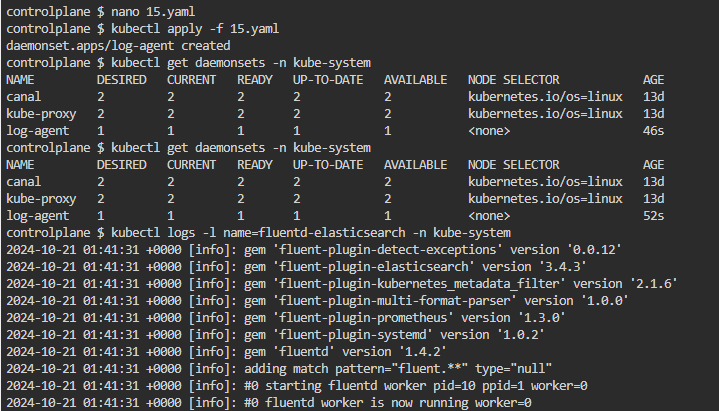 controlplane $ nano 15.yaml
controlplane $ kubectl apply -f 15.yaml
daemonset.apps/log-agent created
controlplane $ kubectl get daemonsets -n kube-system
NAME         DESIRED   CURRENT   READY   UP-TO-DATE   AVAILABLE   NODE SELECTOR            AGE
canal        2         2         2       2            2           kubernetes.io/os=linux   13d
kube-proxy   2         2         2       2            2           kubernetes.io/os=linux   13d
log-agent    1         1         1       1            1           <none>                   46s
controlplane $ kubectl get daemonsets -n kube-system
NAME         DESIRED   CURRENT   READY   UP-TO-DATE   AVAILABLE   NODE SELECTOR            AGE
canal        2         2         2       2            2           kubernetes.io/os=linux   13d
kube-proxy   2         2         2       2            2           kubernetes.io/os=linux   13d
log-agent    1         1         1       1            1           <none>                   52s
controlplane $ kubectl logs -l name=fluentd-elasticsearch -n kube-system
2024-10-21 01:41:31 +0000 [info]: gem 'fluent-plugin-detect-exceptions' version '0.0.12'
2024-10-21 01:41:31 +0000 [info]: gem 'fluent-plugin-elasticsearch' version '3.4.3'
2024-10-21 01:41:31 +0000 [info]: gem 'fluent-plugin-kubernetes_metadata_filter' version '2.1.6'
2024-10-21 01:41:31 +0000 [info]: gem 'fluent-plugin-multi-format-parser' version '1.0.0'
2024-10-21 01:41:31 +0000 [info]: gem 'fluent-plugin-prometheus' version '1.3.0'
2024-10-21 01:41:31 +0000 [info]: gem 'fluent-plugin-systemd' version '1.0.2'
2024-10-21 01:41:31 +0000 [info]: gem 'fluentd' version '1.4.2'
2024-10-21 01:41:31 +0000 [info]: adding match pattern="fluent.**" type="null"
2024-10-21 01:41:31 +0000 [info]: #0 starting fluentd worker pid=10 ppid=1 worker=0
2024-10-21 01:41:31 +0000 [info]: #0 fluentd worker is now running worker=0